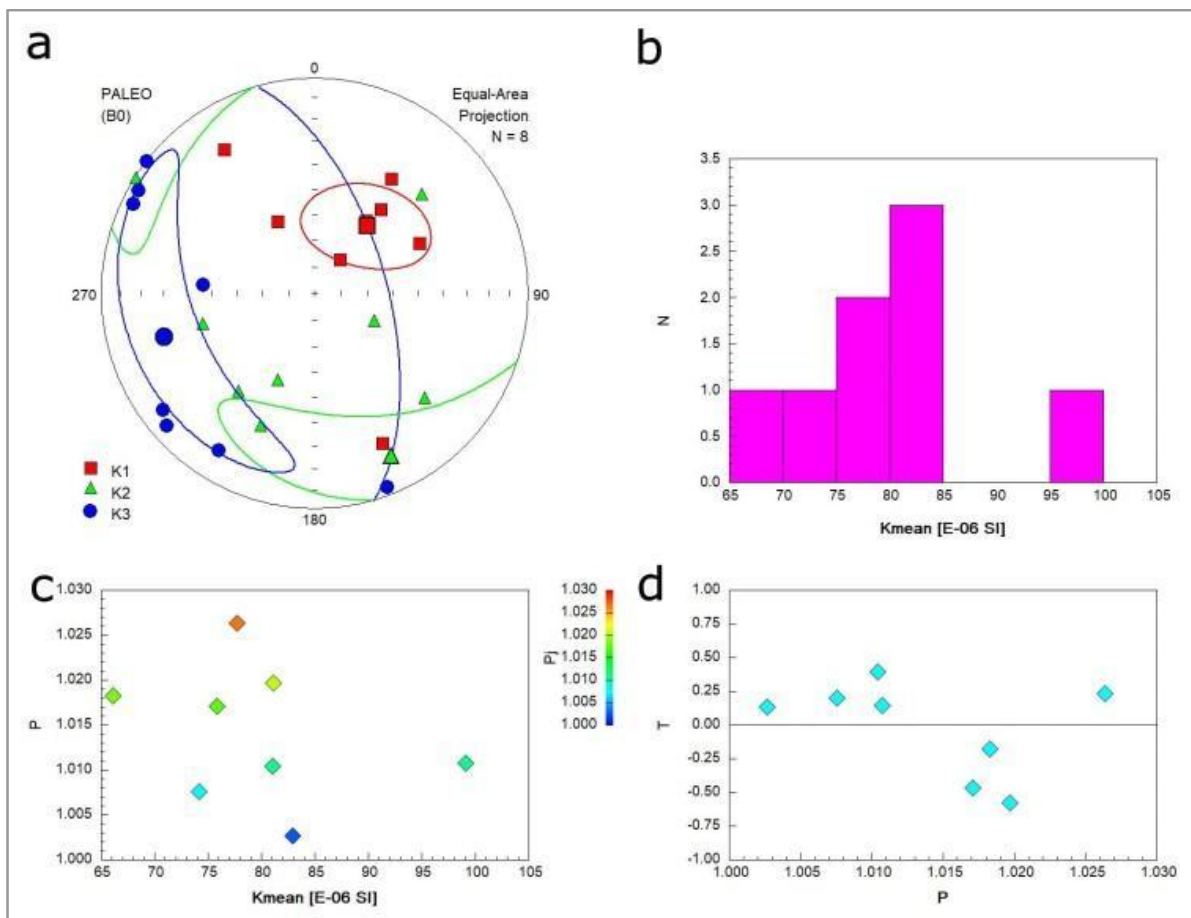 a
PALEO
(B0)
0
Equal-Area
Projection
N = 8
270
90
180
K1
K2
K3
b
3.5
3.0
2.5
2.0
1.5
1.0
0.5
0.0
N
65 70 75 80 85 90 95 100 105
Kmean [E-06 SI]
c
1.030
1.025
1.020
1.015
1.010
1.005
1.000
P
65 70 75 80 85 90 95 100 105
Kmean [E-06 SI]
Pj
1.030
1.025
1.020
1.015
1.010
1.005
1.000
d
1.00
0.75
0.50
0.25
0.00
-0.25
-0.50
-0.75
-1.00
T
1.000 1.005 1.010 1.015 1.020 1.025 1.030
P